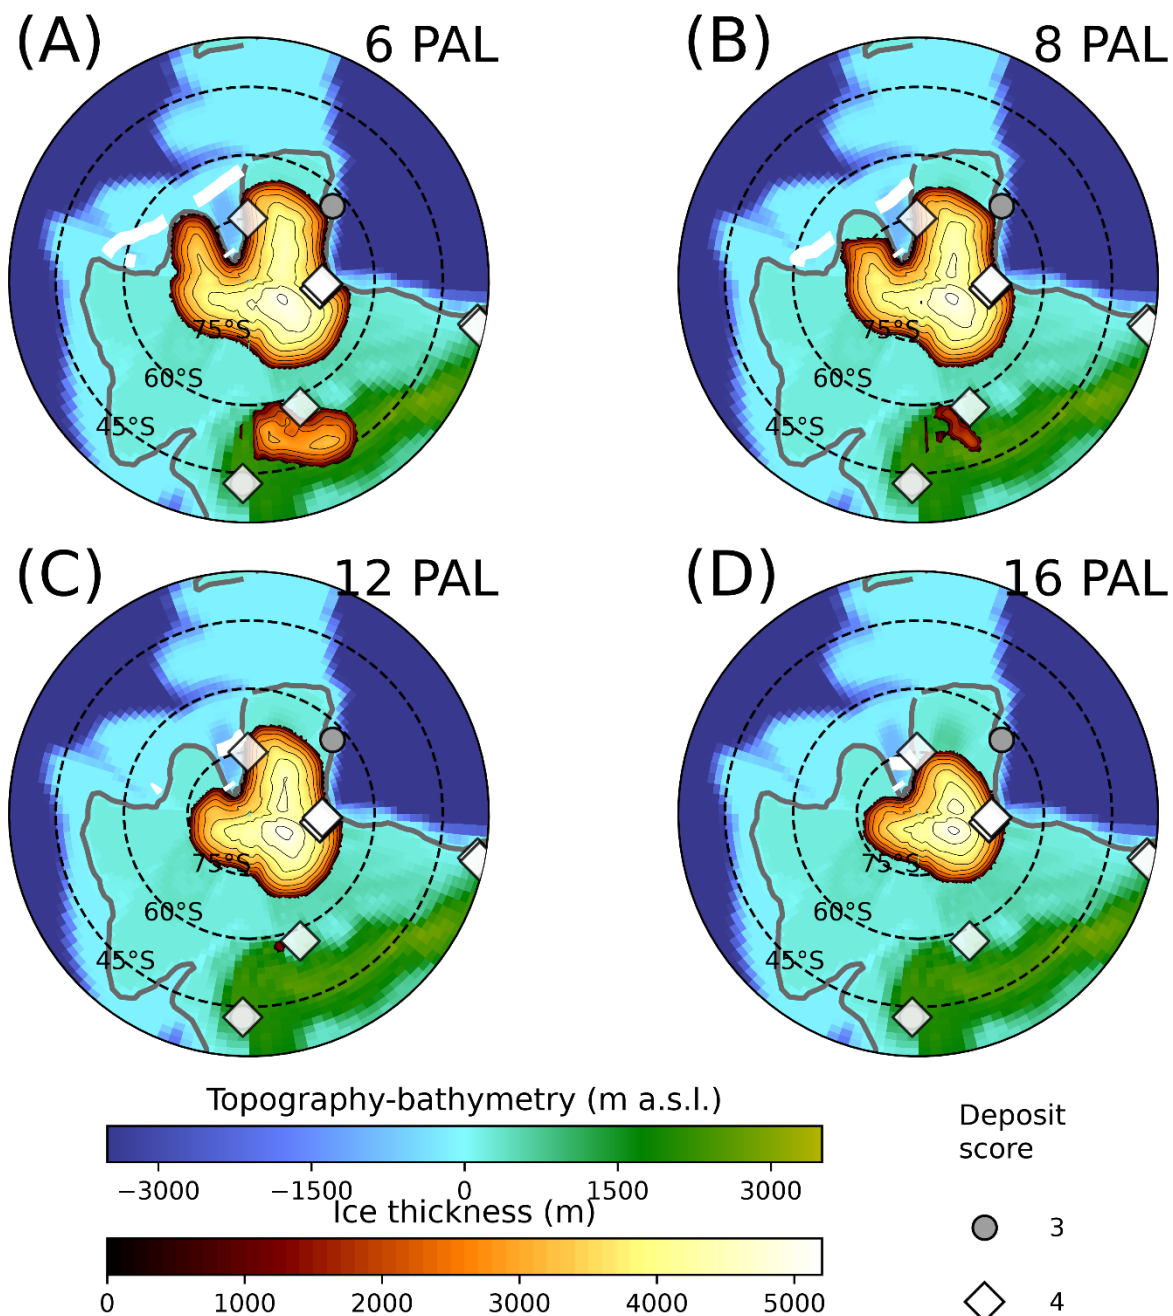 (A) 6 PAL
(B) 8 PAL
75°S
60°S
45°S
75°S
60°S
45°S
(C) 12 PAL
(D) 16 PAL
75°S
60°S
45°S
75°S
60°S
45°S
Topography-bathymetry (m a.s.l.)
−3000 −1500 0 1500 3000
Ice thickness (m)
0 1000 2000 3000 4000 5000
Deposit
score
3
4